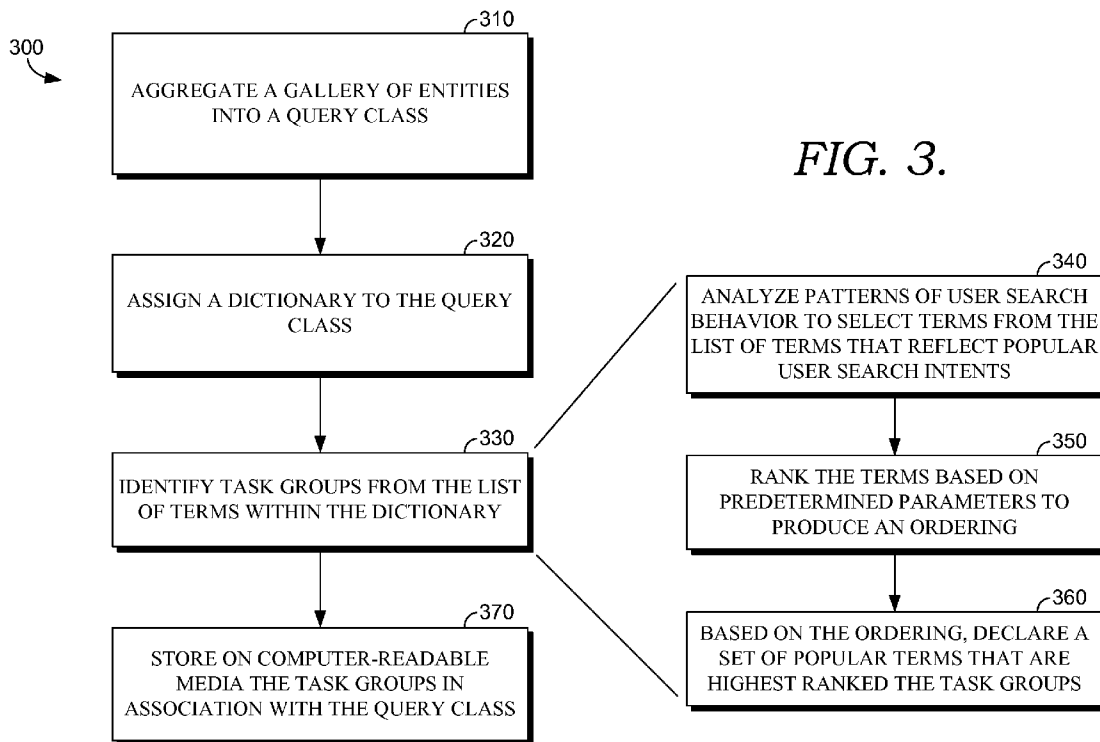 300
310
AGGREGATE A GALLERY OF ENTITIES
INTO A QUERY CLASS
FIG. 3.
320
ASSIGN A DICTIONARY TO THE QUERY
CLASS
330
IDENTIFY TASK GROUPS FROM THE LIST
OF TERMS WITHIN THE DICTIONARY
340
ANALYZE PATTERNS OF USER SEARCH
BEHAVIOR TO SELECT TERMS FROM THE
LIST OF TERMS THAT REFLECT POPULAR
USER SEARCH INTENTS
350
RANK THE TERMS BASED ON
PREDETERMINED PARAMETERS TO
PRODUCE AN ORDERING
360
BASED ON THE ORDERING, DECLARE A
SET OF POPULAR TERMS THAT ARE
HIGHEST RANKED THE TASK GROUPS
370
STORE ON COMPUTER-READABLE
MEDIA THE TASK GROUPS IN
ASSOCIATION WITH THE QUERY CLASS